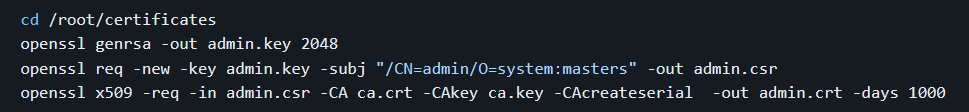 cd /root/certificates
openssl genrsa -out admin.key 2048
openssl req -new -key admin.key -subj "/CN=admin/O=system:masters" -out admin.csr
openssl x509 -req -in admin.csr -CA ca.crt -CAkey ca.key -CAcreateserial  -out admin.crt -days 1000